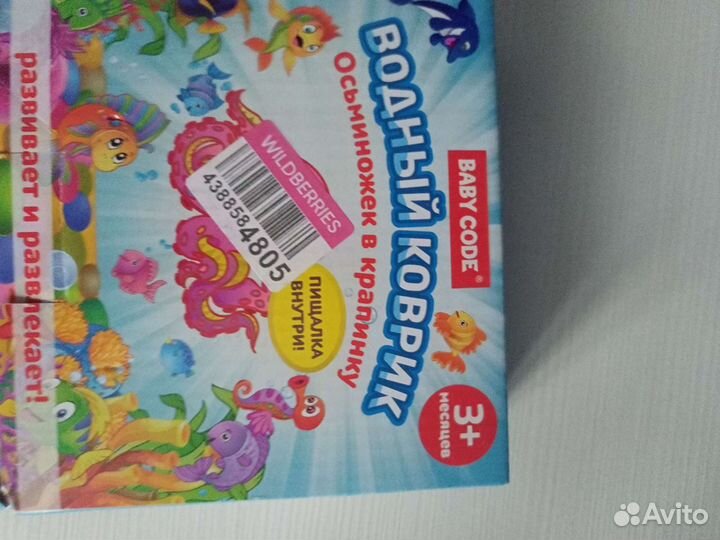 BABY CODE®
ВОДНЫЙ КОВРИК
Осьминожек в крапинку
3+
месяцев
ПИЩАЛКА
ВНУТРИ!
WILDBERRIES
4388584805
развивает и развлекает!
Avito